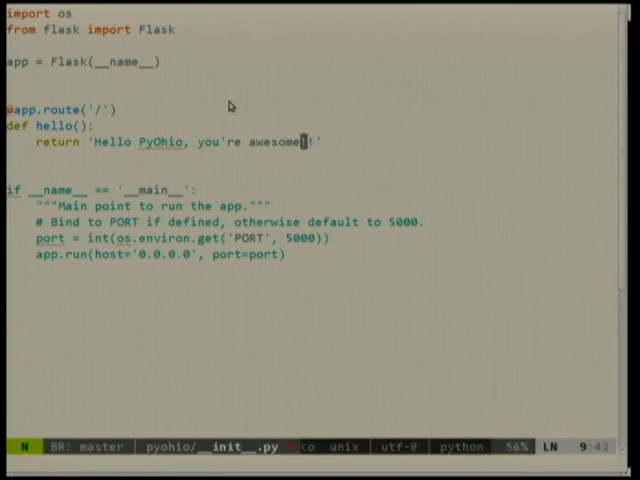 import os
from flask import Flask
app = Flask(__name__)
@app.route('/')
def hello():
return 'Hello PyOhio, you're awesome!!'
if __name__ == '__main__':
"""Main point to run the app."""
# Bind to PORT if defined, otherwise default to 5000.
port = int(os.environ.get('PORT', 5000))
app.run(host='0.0.0.0', port=port)
N BR: master | pyohio/__init__.py <o unix | utf-8 | python 56% LN 9:42